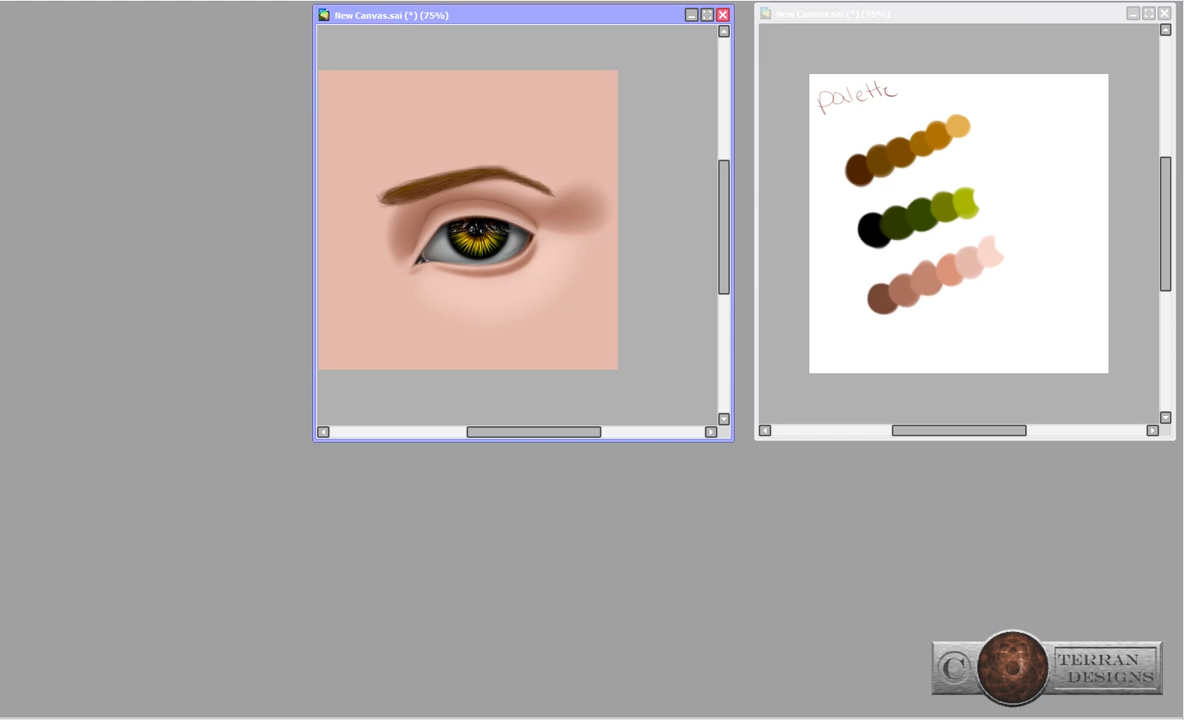 New Canvas.sai (*) (75%)
New Canvas.sai (*) (75%)
palette
© TERRAN
DESIGNS